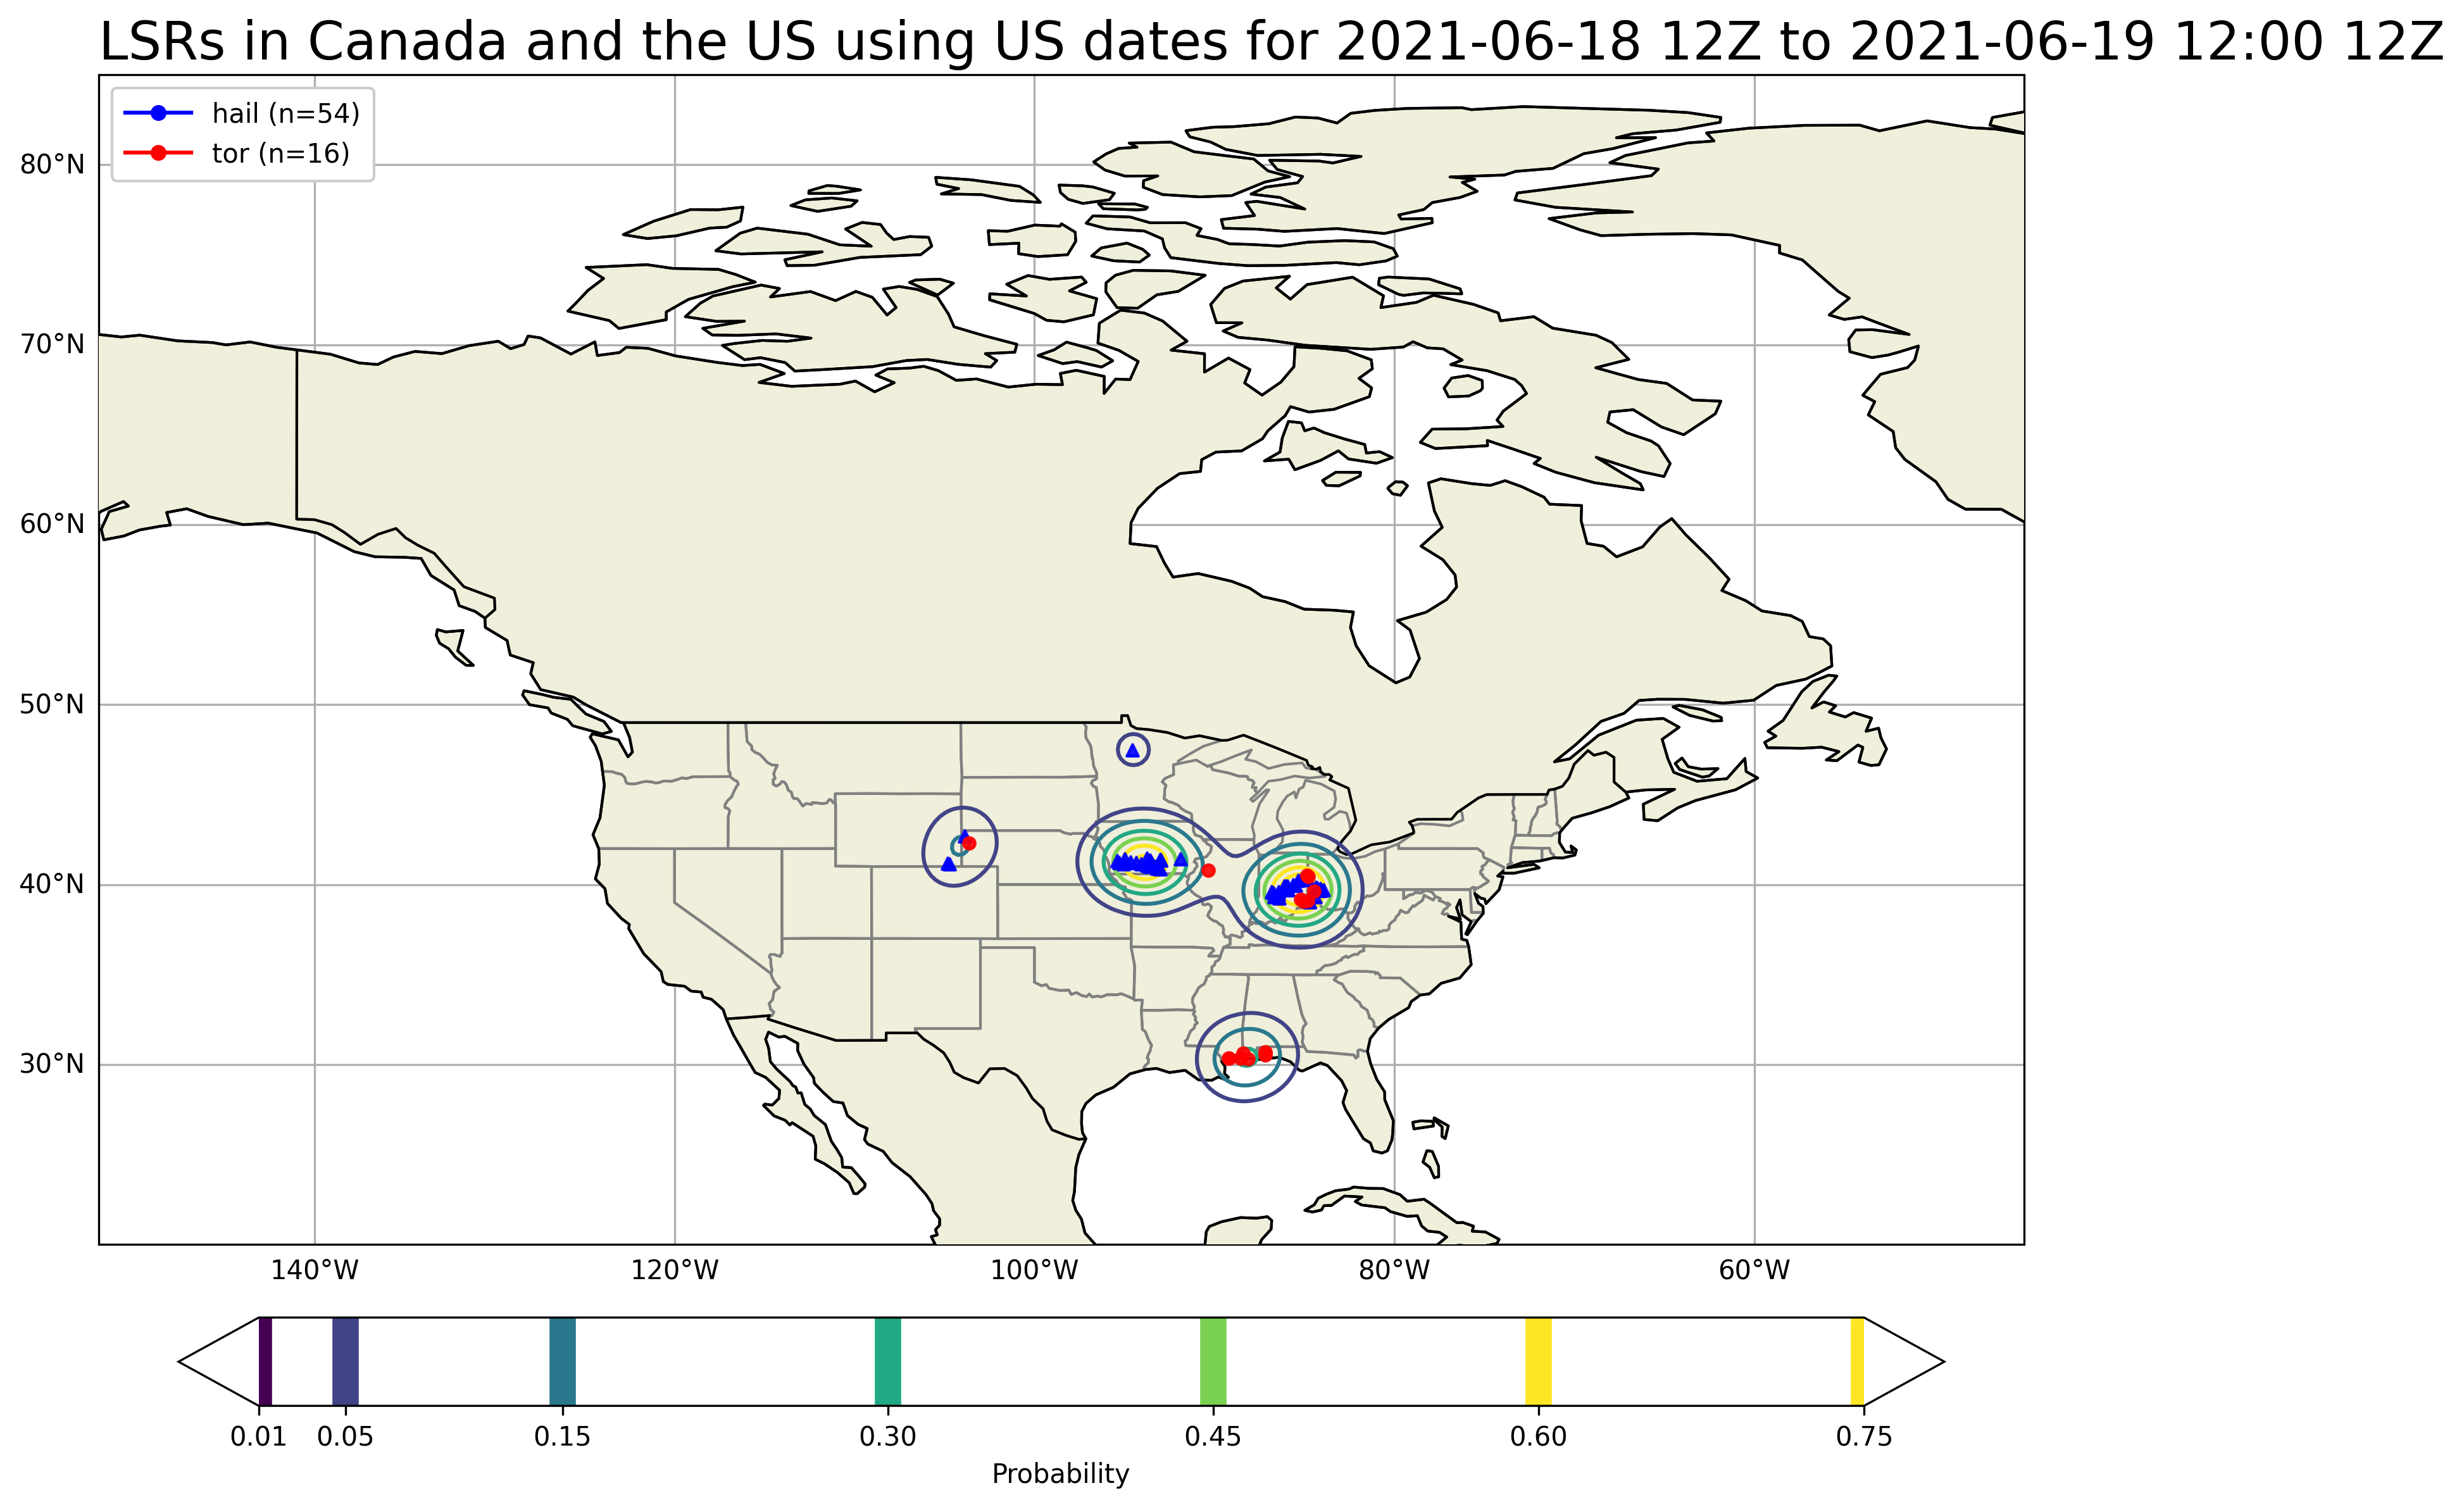 LSRs in Canada and the US using US dates for 2021-06-18 12Z to 2021-06-19 12:00 12Z
hail (n=54)
tor (n=16)
80°N
70°N
60°N
50°N
40°N
30°N
140°W 120°W 100°W 80°W 60°W
0.01 0.05 0.15 0.30 0.45 0.60 0.75
Probability